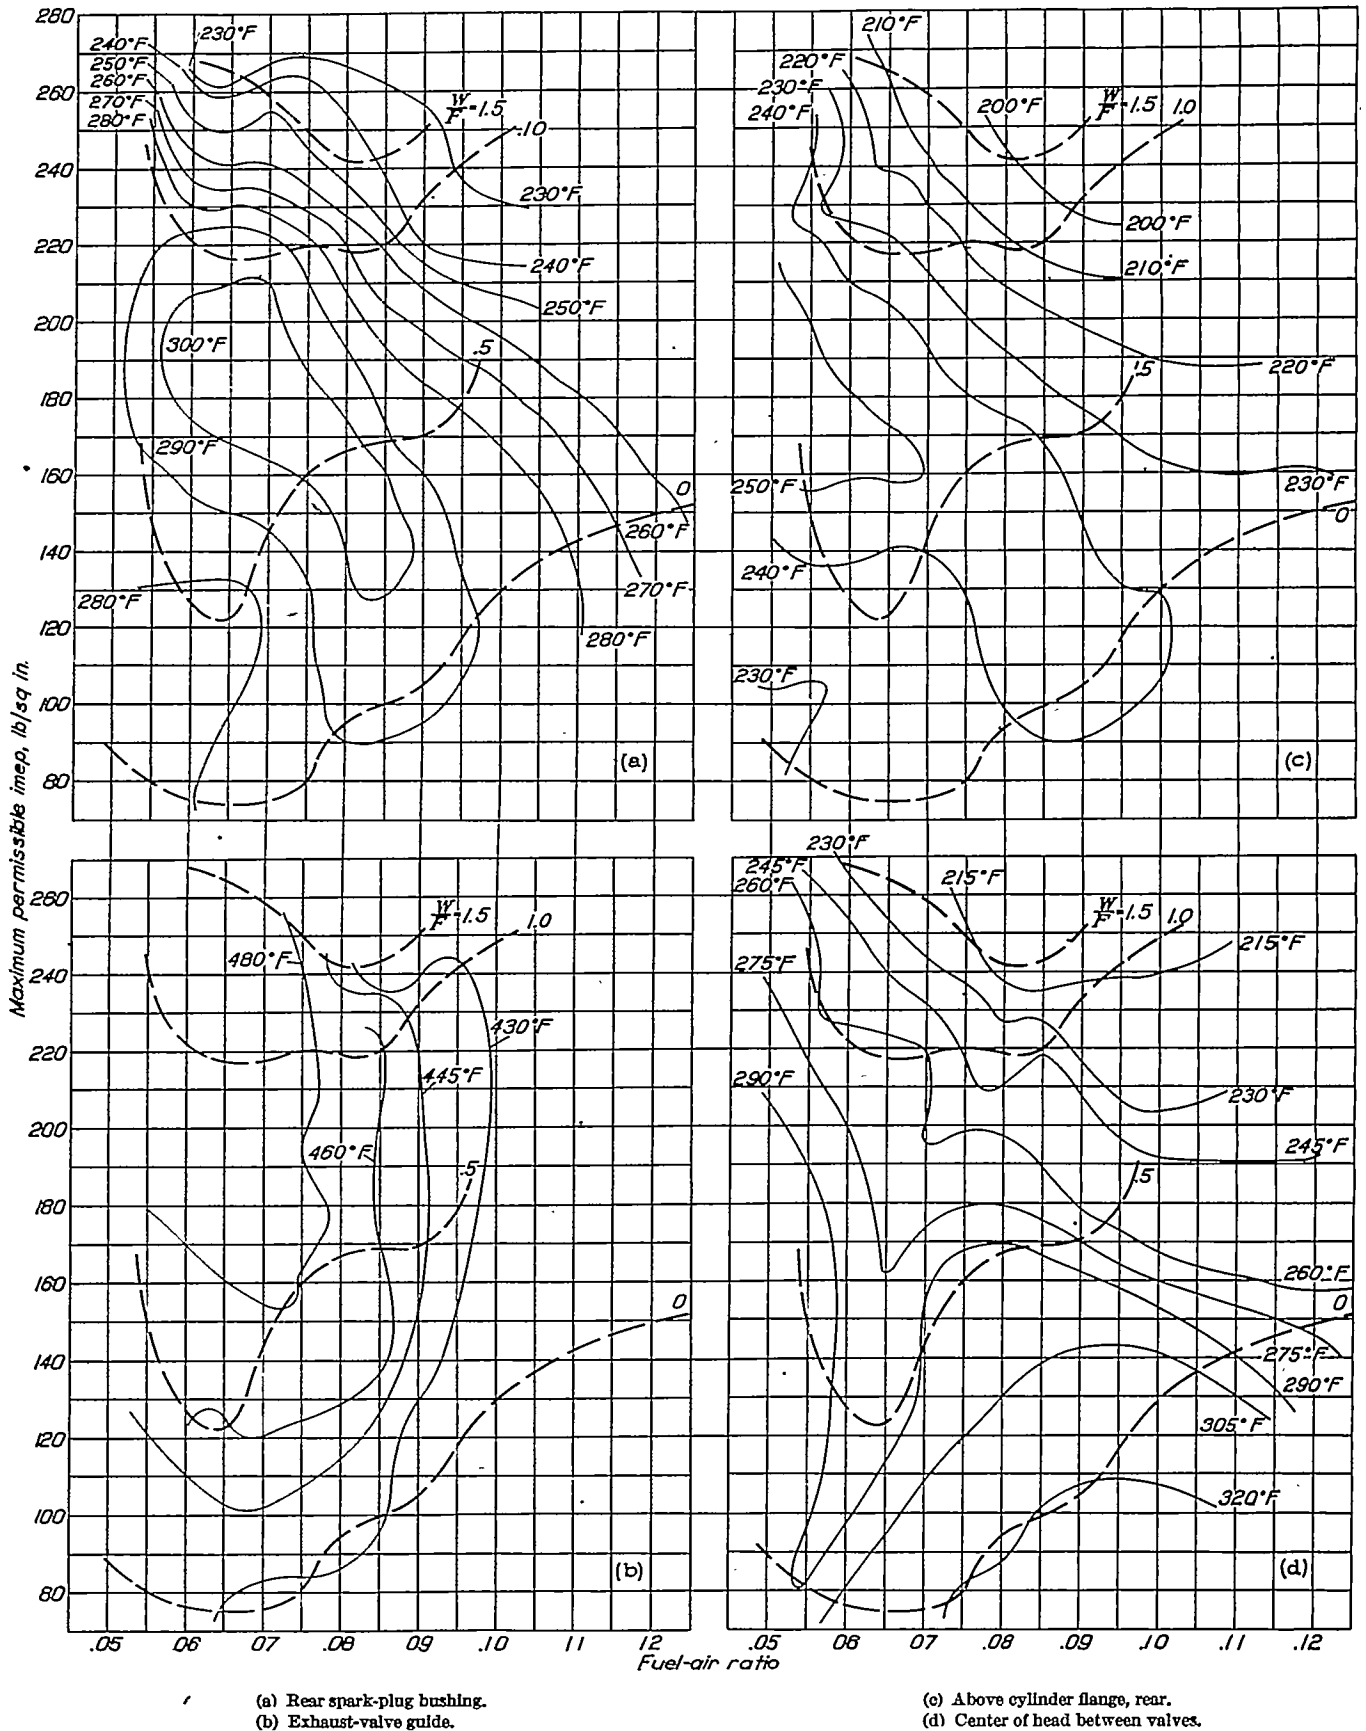 280
260
240
220
200
180
160
140
120
100
80
240°F
250°F
260°F
270°F
280°F
230°F
W/F=1.5
.10
230°F
240°F
250°F
300°F
.5
290°F
0
260°F
270°F
280°F
280°F
(a)
210°F
220°F
230°F
240°F
200°F
W/F=1.5
1.0
200°F
210°F
220°F
.5
250°F
230°F
0
240°F
230°F
(c)
Maximum permissible imep, lb/sq in.
260
240
220
200
180
160
140
120
100
80
W/F=1.5
1.0
480°F
430°F
445°F
460°F
.5
0
(b)
.05
.06
.07
.08
.09
.10
.11
.12
230°F
245°F
260°F
215°F
W/F=1.5
1.0
215°F
275°F
290°F
230°F
245°F
.5
260°F
0
275°F
290°F
305°F
320°F
(d)
.05
.06
.07
.08
.09
.10
.11
.12
Fuel-air ratio
(a) Rear spark-plug bushing.
(b) Exhaust-valve guide.
(c) Above cylinder flange, rear.
(d) Center of head between valves.